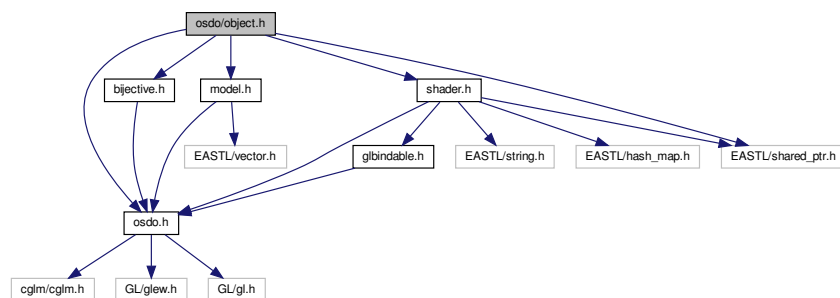 osdo/object.h
bijective.h
model.h
shader.h
EASTL/vector.h
glbindable.h
EASTL/string.h
EASTL/hash_map.h
EASTL/shared_ptr.h
osdo.h
cglm/cglm.h
GL/glew.h
GL/gl.h